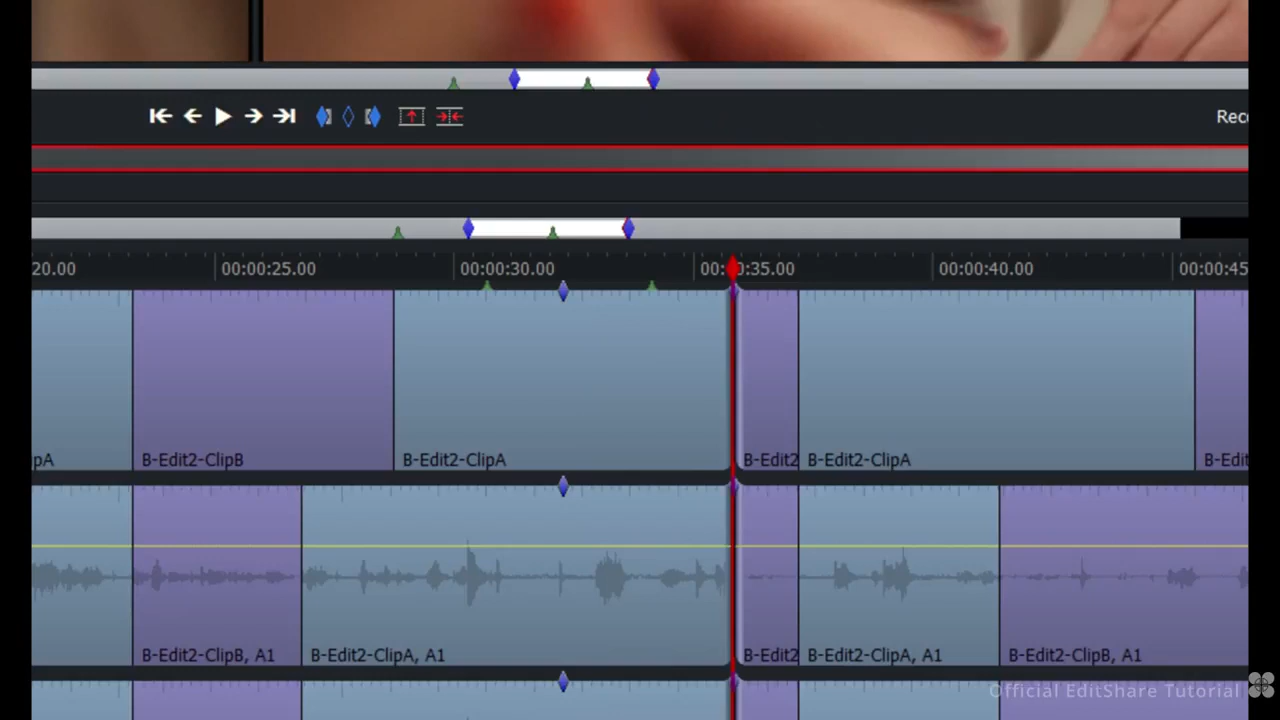 Reco
20.00 00:00:25.00 00:00:30.00 00:00:35.00 00:00:40.00 00:00:45
pA B-Edit2-ClipB B-Edit2-ClipA B-Edit2 B-Edit2-ClipA B-Edit
B-Edit2-ClipB, A1 B-Edit2-ClipA, A1 B-Edit2 B-Edit2-ClipA, A1 B-Edit2-ClipB, A1
Official EditShare Tutorial